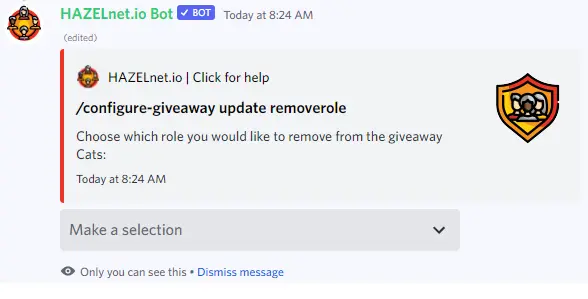 HAZELnet.io Bot ✓ BOT Today at 8:24 AM
(edited)
HAZELnet.io | Click for help
/configure-giveaway update removerole
Choose which role you would like to remove from the giveaway
Cats:
Today at 8:24 AM
Make a selection
Only you can see this • Dismiss message